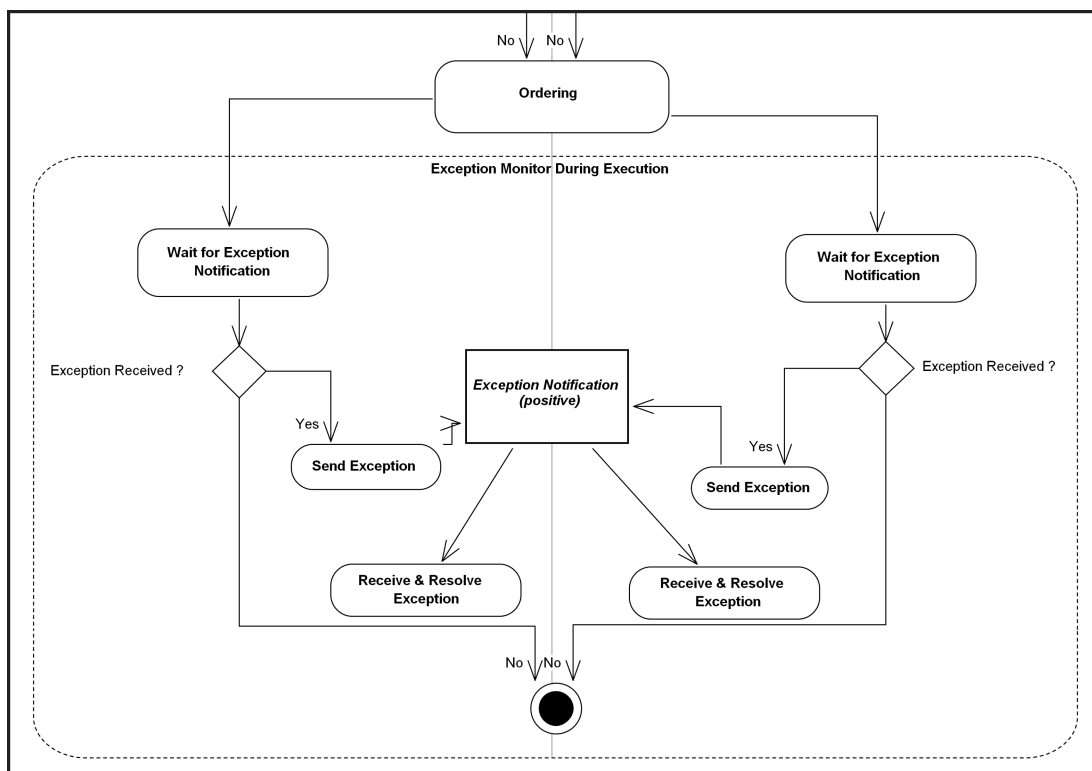 No No
Ordering
Exception Monitor During Execution
Wait for Exception
Notification
Wait for Exception
Notification
Exception Received ?
Exception Received ?
Exception Notification
(positive)
Yes
Yes
Send Exception
Send Exception
Receive & Resolve
Exception
Receive & Resolve
Exception
No No